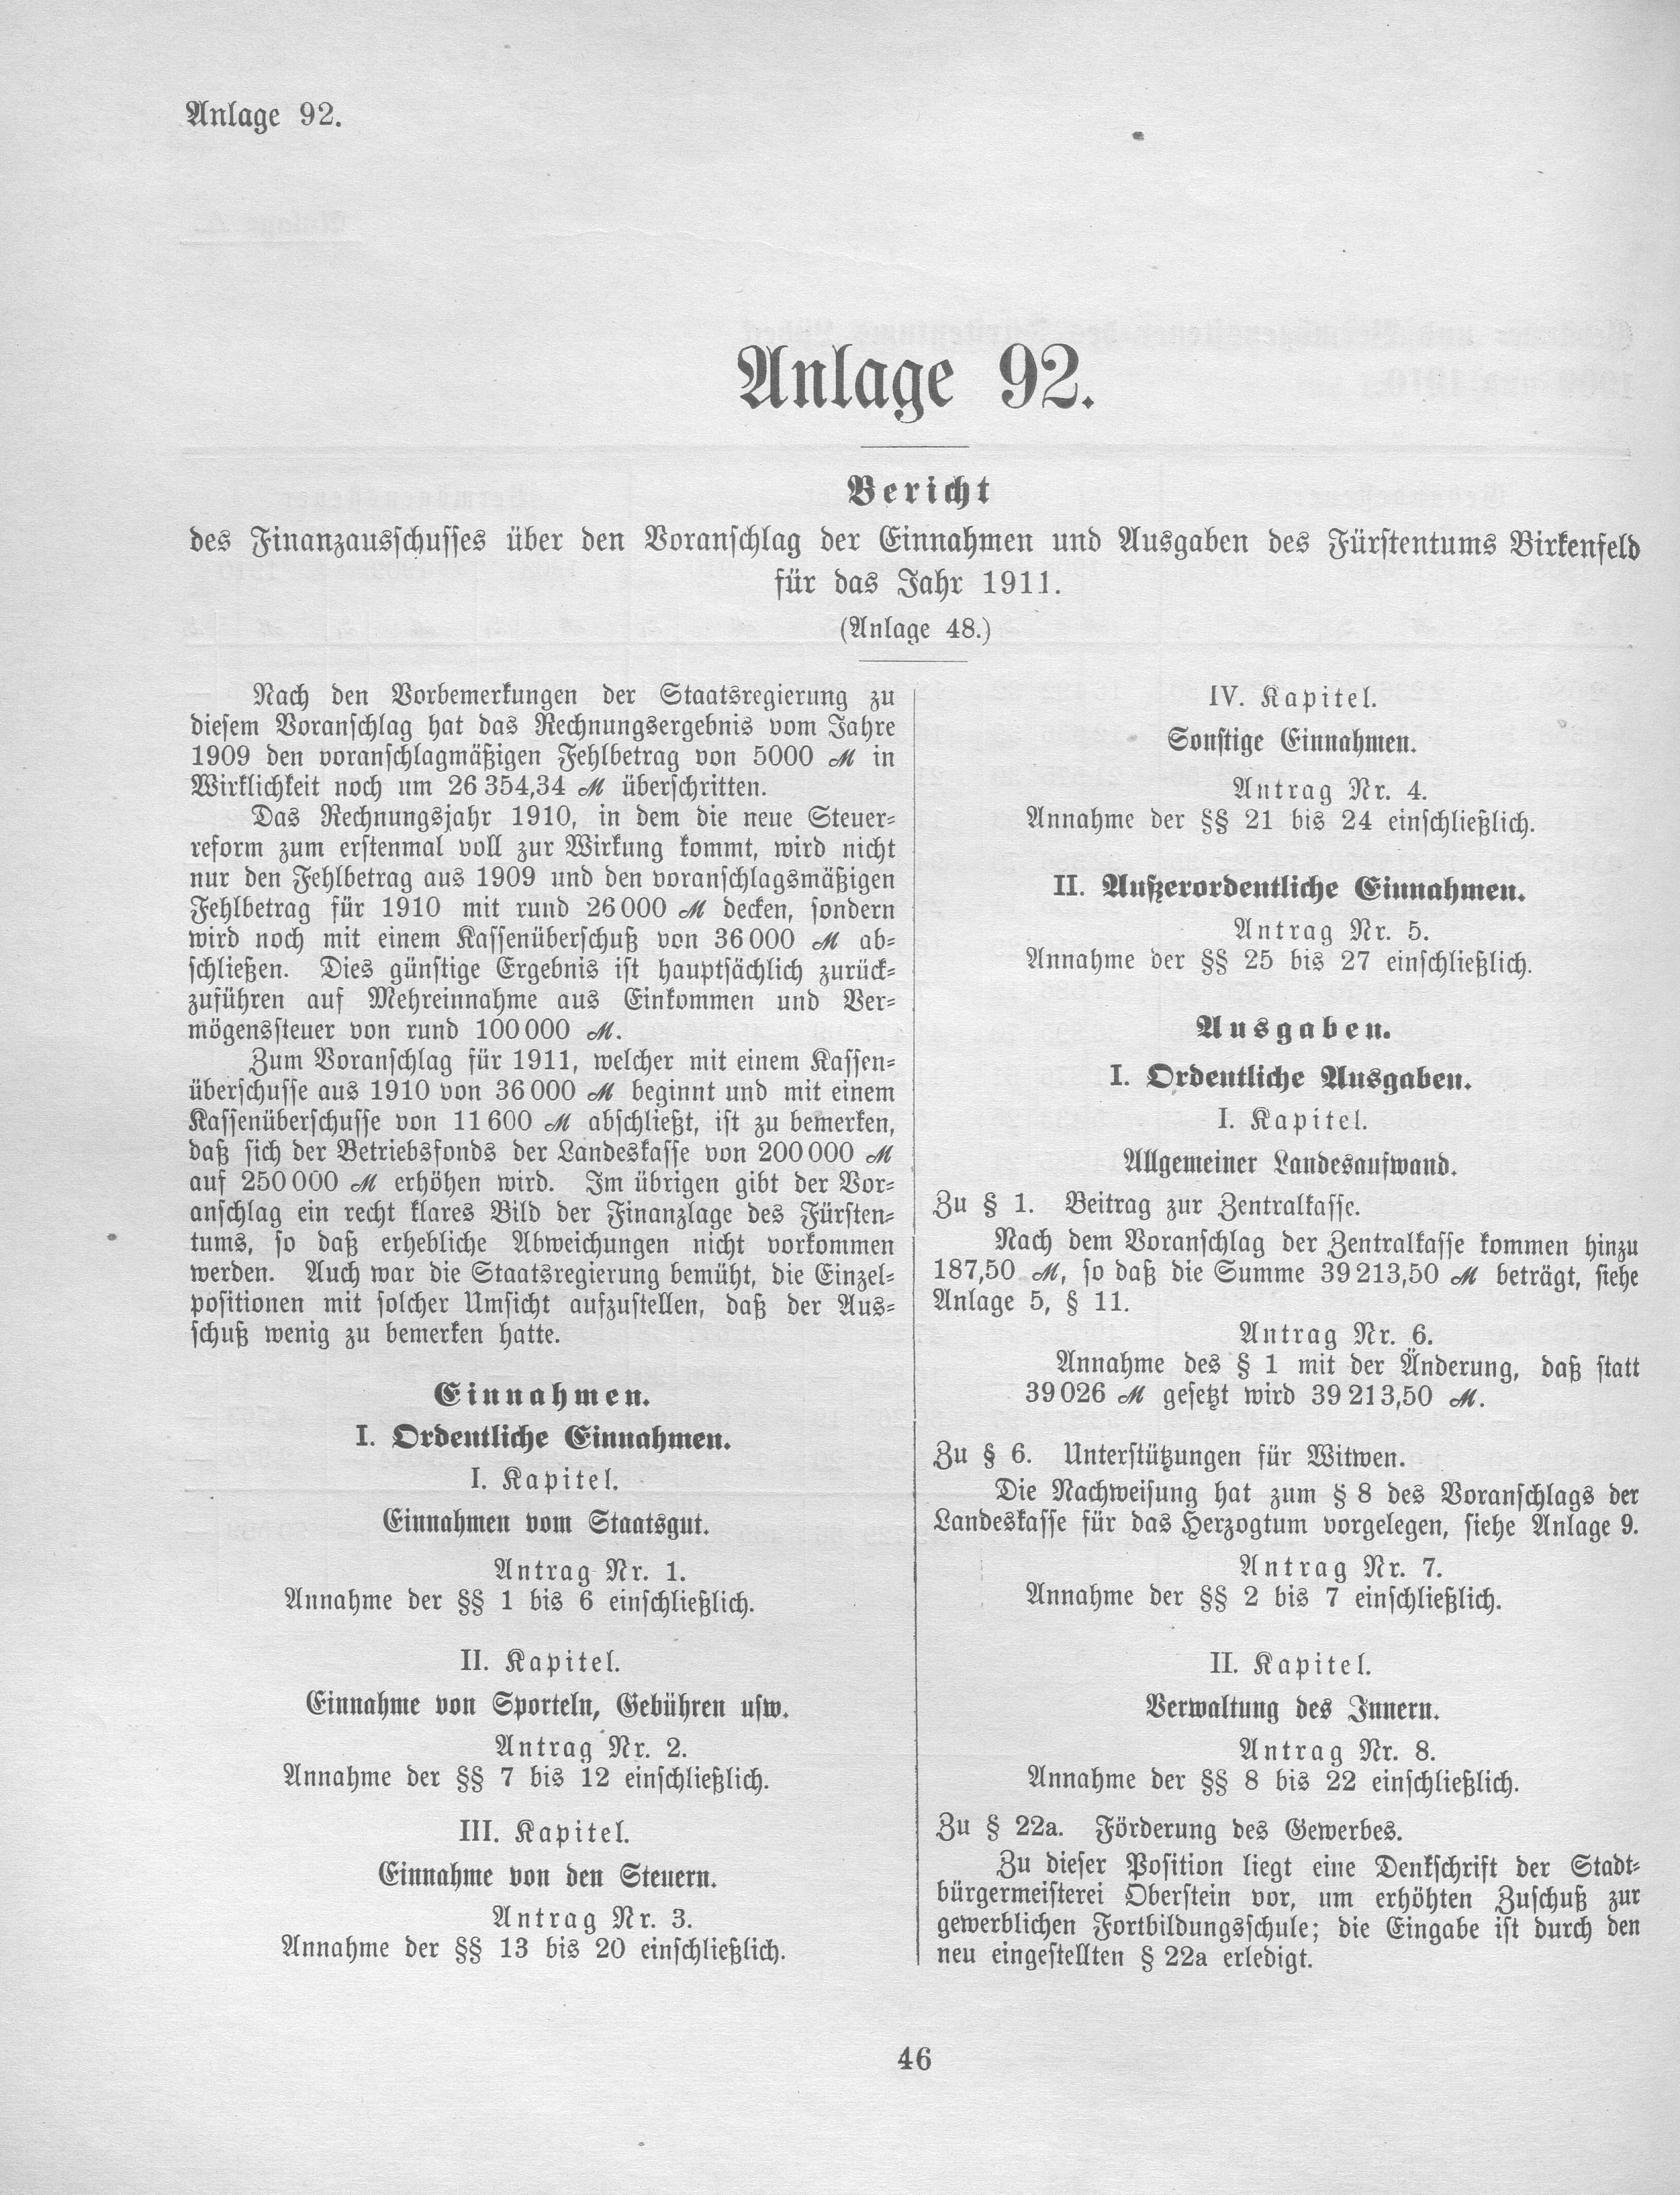 Anlage 92.
Anlage 92.
Bericht
des Finanzausschusses über den Voranschlag der Einnahmen und Ausgaben des Fürstentums Birkenfeld
für das Jahr 1911.
(Anlage 48.)
Nach den Vorbemerkungen der Staatsregierung zu
diesem Voranschlag hat das Rechnungsergebnis vom Jahre
1909 den voranschlagmäßigen Fehlbetrag von 5000 ℳ in
Wirklichkeit noch um 26 354,34 ℳ überschritten.
Das Rechnungsjahr 1910, in dem die neue Steuer-
reform zum erstenmal voll zur Wirkung kommt, wird nicht
nur den Fehlbetrag aus 1909 und den voranschlagsmäßigen
Fehlbetrag für 1910 mit rund 26 000 ℳ decken, sondern
wird noch mit einem Kassenüberschuß von 36 000 ℳ ab-
schließen. Dies günstige Ergebnis ist hauptsächlich zurück-
zuführen auf Mehreinnahme aus Einkommen und Ver-
mögenssteuer von rund 100 000 ℳ.
Zum Voranschlag für 1911, welcher mit einem Kassen-
überschusse aus 1910 von 36 000 ℳ beginnt und mit einem
Kassenüberschusse von 11 600 ℳ abschließt, ist zu bemerken,
daß sich der Betriebsfonds der Landeskasse von 200 000 ℳ
auf 250 000 ℳ erhöhen wird. Im übrigen gibt der Vor-
anschlag ein recht klares Bild der Finanzlage des Fürsten-
tums, so daß erhebliche Abweichungen nicht vorkommen
werden. Auch war die Staatsregierung bemüht, die Einzel-
positionen mit solcher Umsicht aufzustellen, daß der Aus-
schuß wenig zu bemerken hatte.
Einnahmen.
I. Ordentliche Einnahmen.
I. Kapitel.
Einnahmen vom Staatsgut.
Antrag Nr. 1.
Annahme der §§ 1 bis 6 einschließlich.
II. Kapitel.
Einnahme von Sporteln, Gebühren usw.
Antrag Nr. 2.
Annahme der §§ 7 bis 12 einschließlich.
III. Kapitel.
Einnahme von den Steuern.
Antrag Nr. 3.
Annahme der §§ 13 bis 20 einschließlich.
IV. Kapitel.
Sonstige Einnahmen.
Antrag Nr. 4.
Annahme der §§ 21 bis 24 einschließlich.
II. Außerordentliche Einnahmen.
Antrag Nr. 5.
Annahme der §§ 25 bis 27 einschließlich.
Ausgaben.
I. Ordentliche Ausgaben.
I. Kapitel.
Allgemeiner Landesaufwand.
Zu § 1. Beitrag zur Zentralkasse.
Nach dem Voranschlag der Zentralkasse kommen hinzu
187,50 ℳ, so daß die Summe 39 213,50 ℳ beträgt, siehe
Anlage 5, § 11.
Antrag Nr. 6.
Annahme des § 1 mit der Änderung, daß statt
39 026 ℳ gesetzt wird 39 213,50 ℳ.
Zu § 6. Unterstützungen für Witwen.
Die Nachweisung hat zum § 8 des Voranschlags der
Landeskasse für das Herzogtum vorgelegen, siehe Anlage 9.
Antrag Nr. 7.
Annahme der §§ 2 bis 7 einschließlich.
II. Kapitel.
Verwaltung des Innern.
Antrag Nr. 8.
Annahme der §§ 8 bis 22 einschließlich.
Zu § 22a. Förderung des Gewerbes.
Zu dieser Position liegt eine Denkschrift der Stadt-
bürgermeisterei Oberstein vor, um erhöhten Zuschuß zur
gewerblichen Fortbildungsschule; die Eingabe ist durch den
neu eingestellten § 22a erledigt.
46